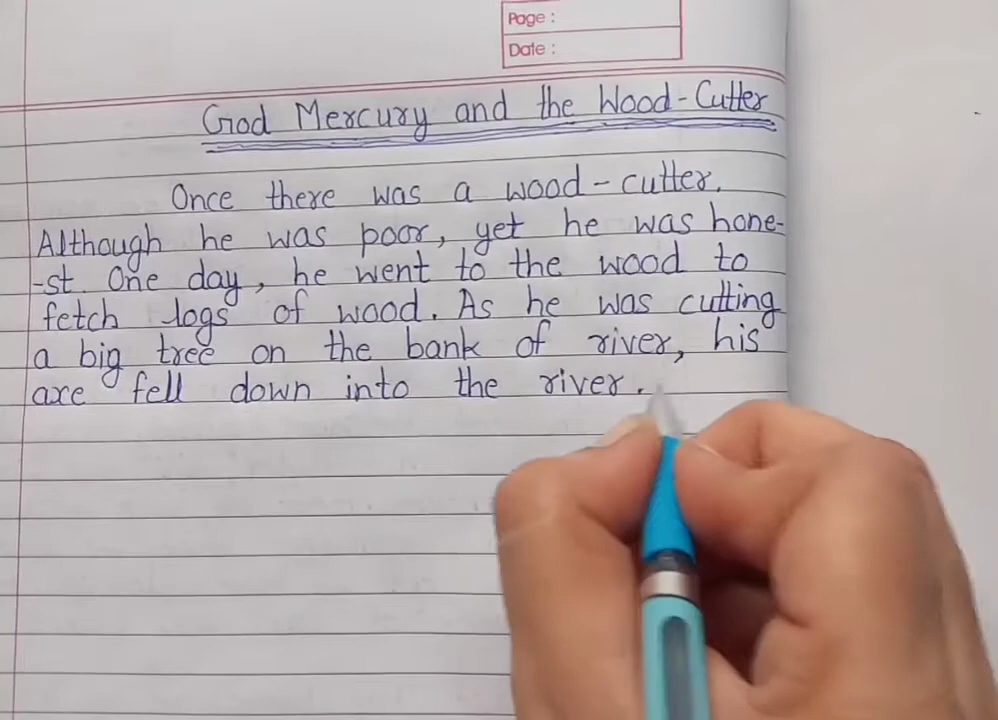 Page :
Date :
God Mercury and the Wood-Cutter
Once there was a wood-cutter.
Although he was poor, yet he was hone-
-st. One day, he went to the wood to
fetch logs of wood. As he was cutting
a big tree on the bank of river, his
axe fell down into the river.